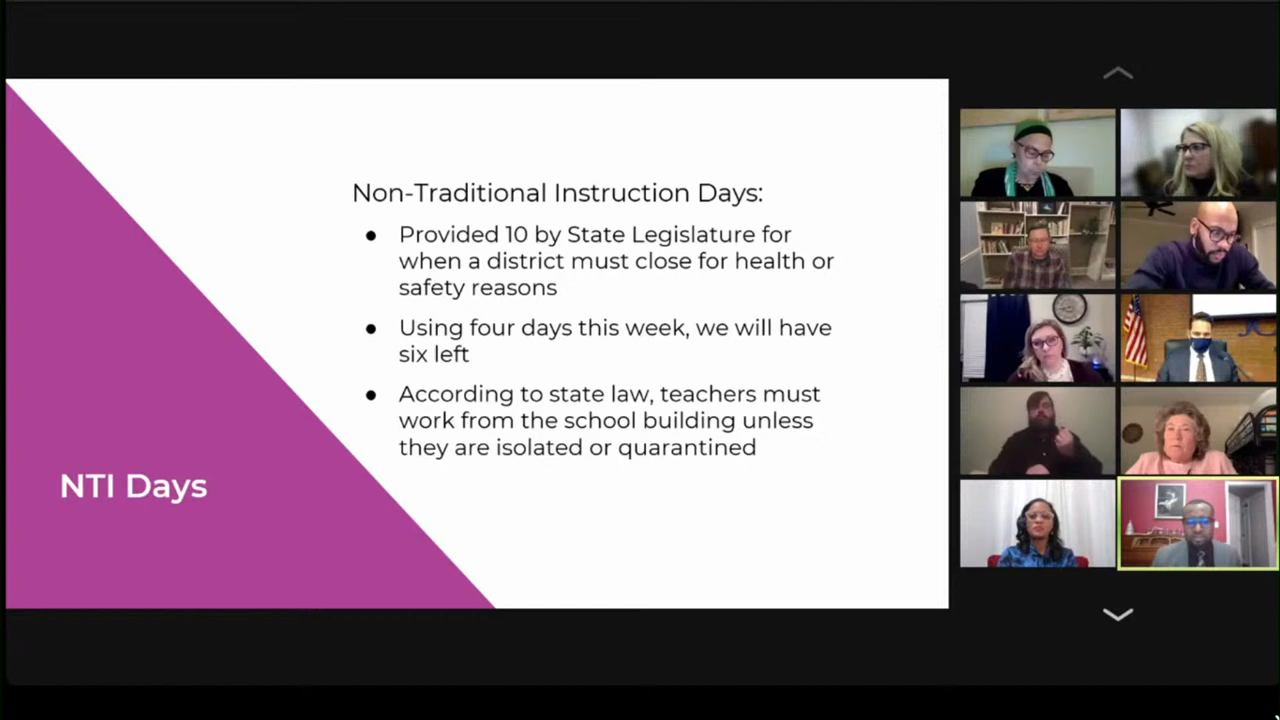 Non-Traditional Instruction Days:
● Provided 10 by State Legislature for
when a district must close for health or
safety reasons
● Using four days this week, we will have
six left
● According to state law, teachers must
work from the school building unless
they are isolated or quarantined
NTI Days